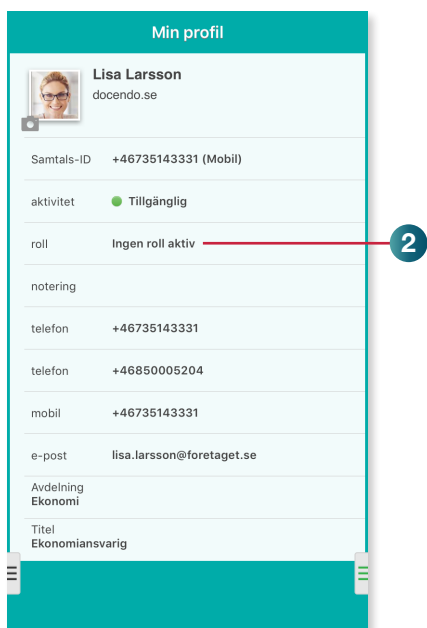 Min profil
Lisa Larsson
docendo.se
Samtals-ID +46735143331 (Mobil)
aktivitet Tillgänglig
roll Ingen roll aktiv
2
notering
telefon +46735143331
telefon +46850005204
mobil +46735143331
e-post lisa.larsson@foretaget.se
Avdelning
Ekonomi
Titel
Ekonomiansvarig